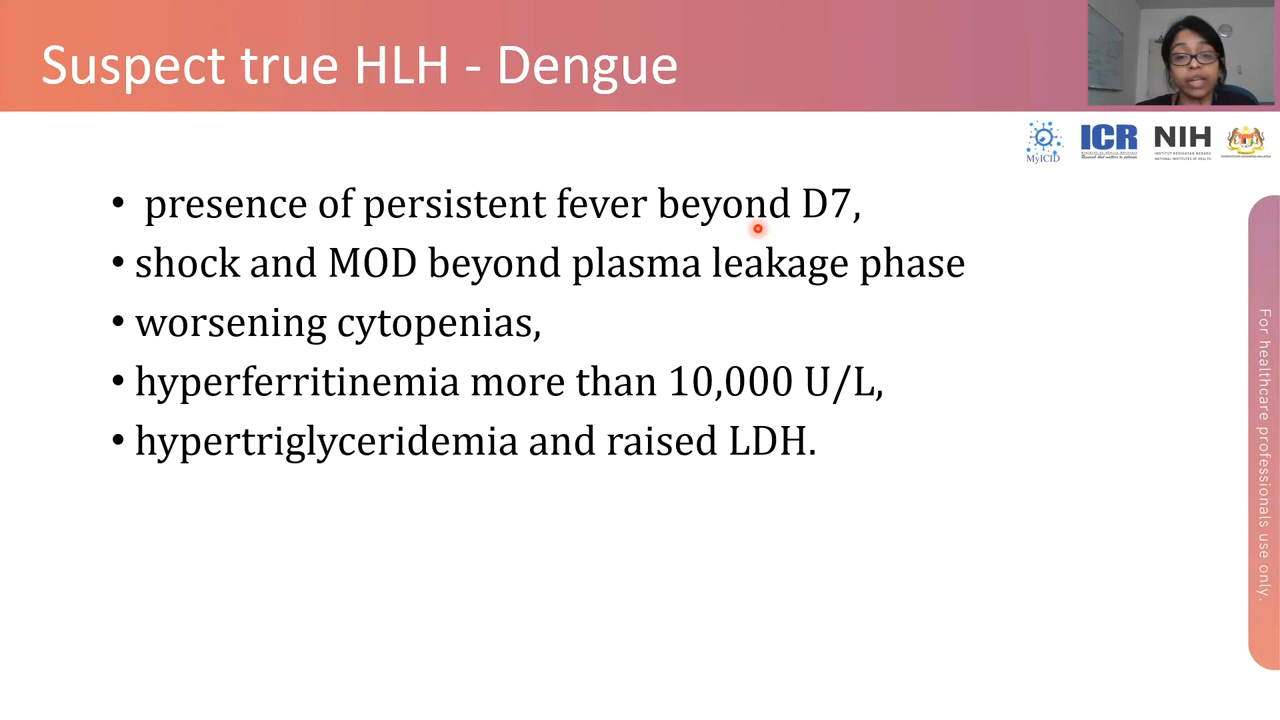 Suspect true HLH - Dengue
MyICID
ICR
NIH
• presence of persistent fever beyond D7,
• shock and MOD beyond plasma leakage phase
• worsening cytopenias,
• hyperferritinemia more than 10,000 U/L,
• hypertriglyceridemia and raised LDH.
For healthcare professionals use only.